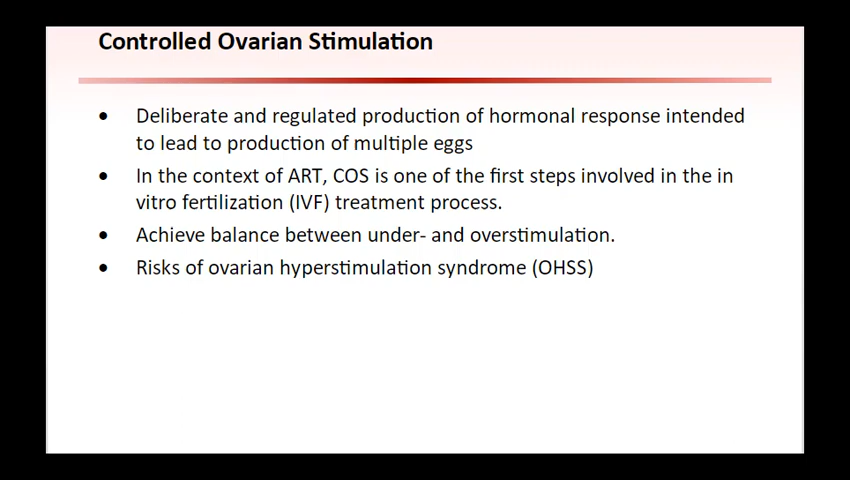 Controlled Ovarian Stimulation
• Deliberate and regulated production of hormonal response intended
to lead to production of multiple eggs
• In the context of ART, COS is one of the first steps involved in the in
vitro fertilization (IVF) treatment process.
• Achieve balance between under- and overstimulation.
• Risks of ovarian hyperstimulation syndrome (OHSS)